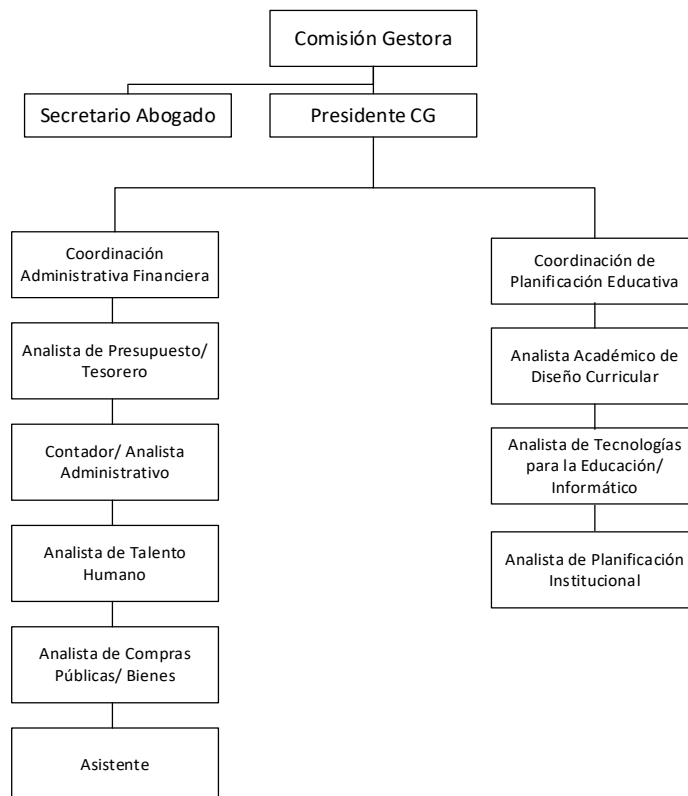 Comisión Gestora
Secretario Abogado
Presidente CG
Coordinación
Administrativa Financiera
Analista de Presupuesto/
Tesorero
Contador/ Analista
Administrativo
Analista de Talento
Humano
Analista de Compras
Públicas/ Bienes
Asistente
Coordinación de
Planificación Educativa
Analista Académico de
Diseño Curricular
Analista de Tecnologías
para la Educación/
Informático
Analista de Planificación
Institucional